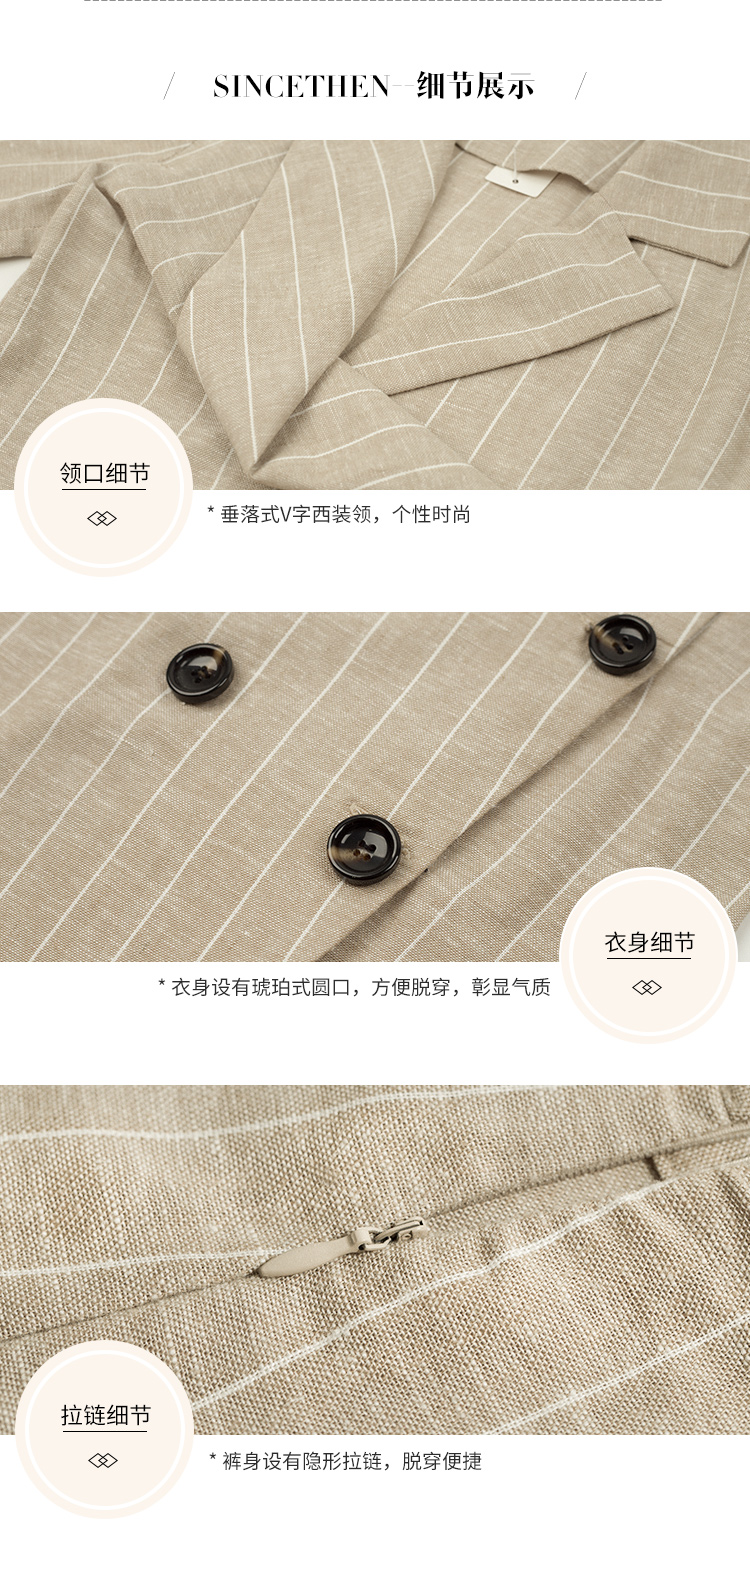 / SINCETHEN--细节展示 /
领口细节
* 垂落式V字西装领，个性时尚
衣身细节
* 衣身设有琥珀式圆口，方便脱穿，彰显气质
拉链细节
* 裤身设有隐形拉链，脱穿便捷